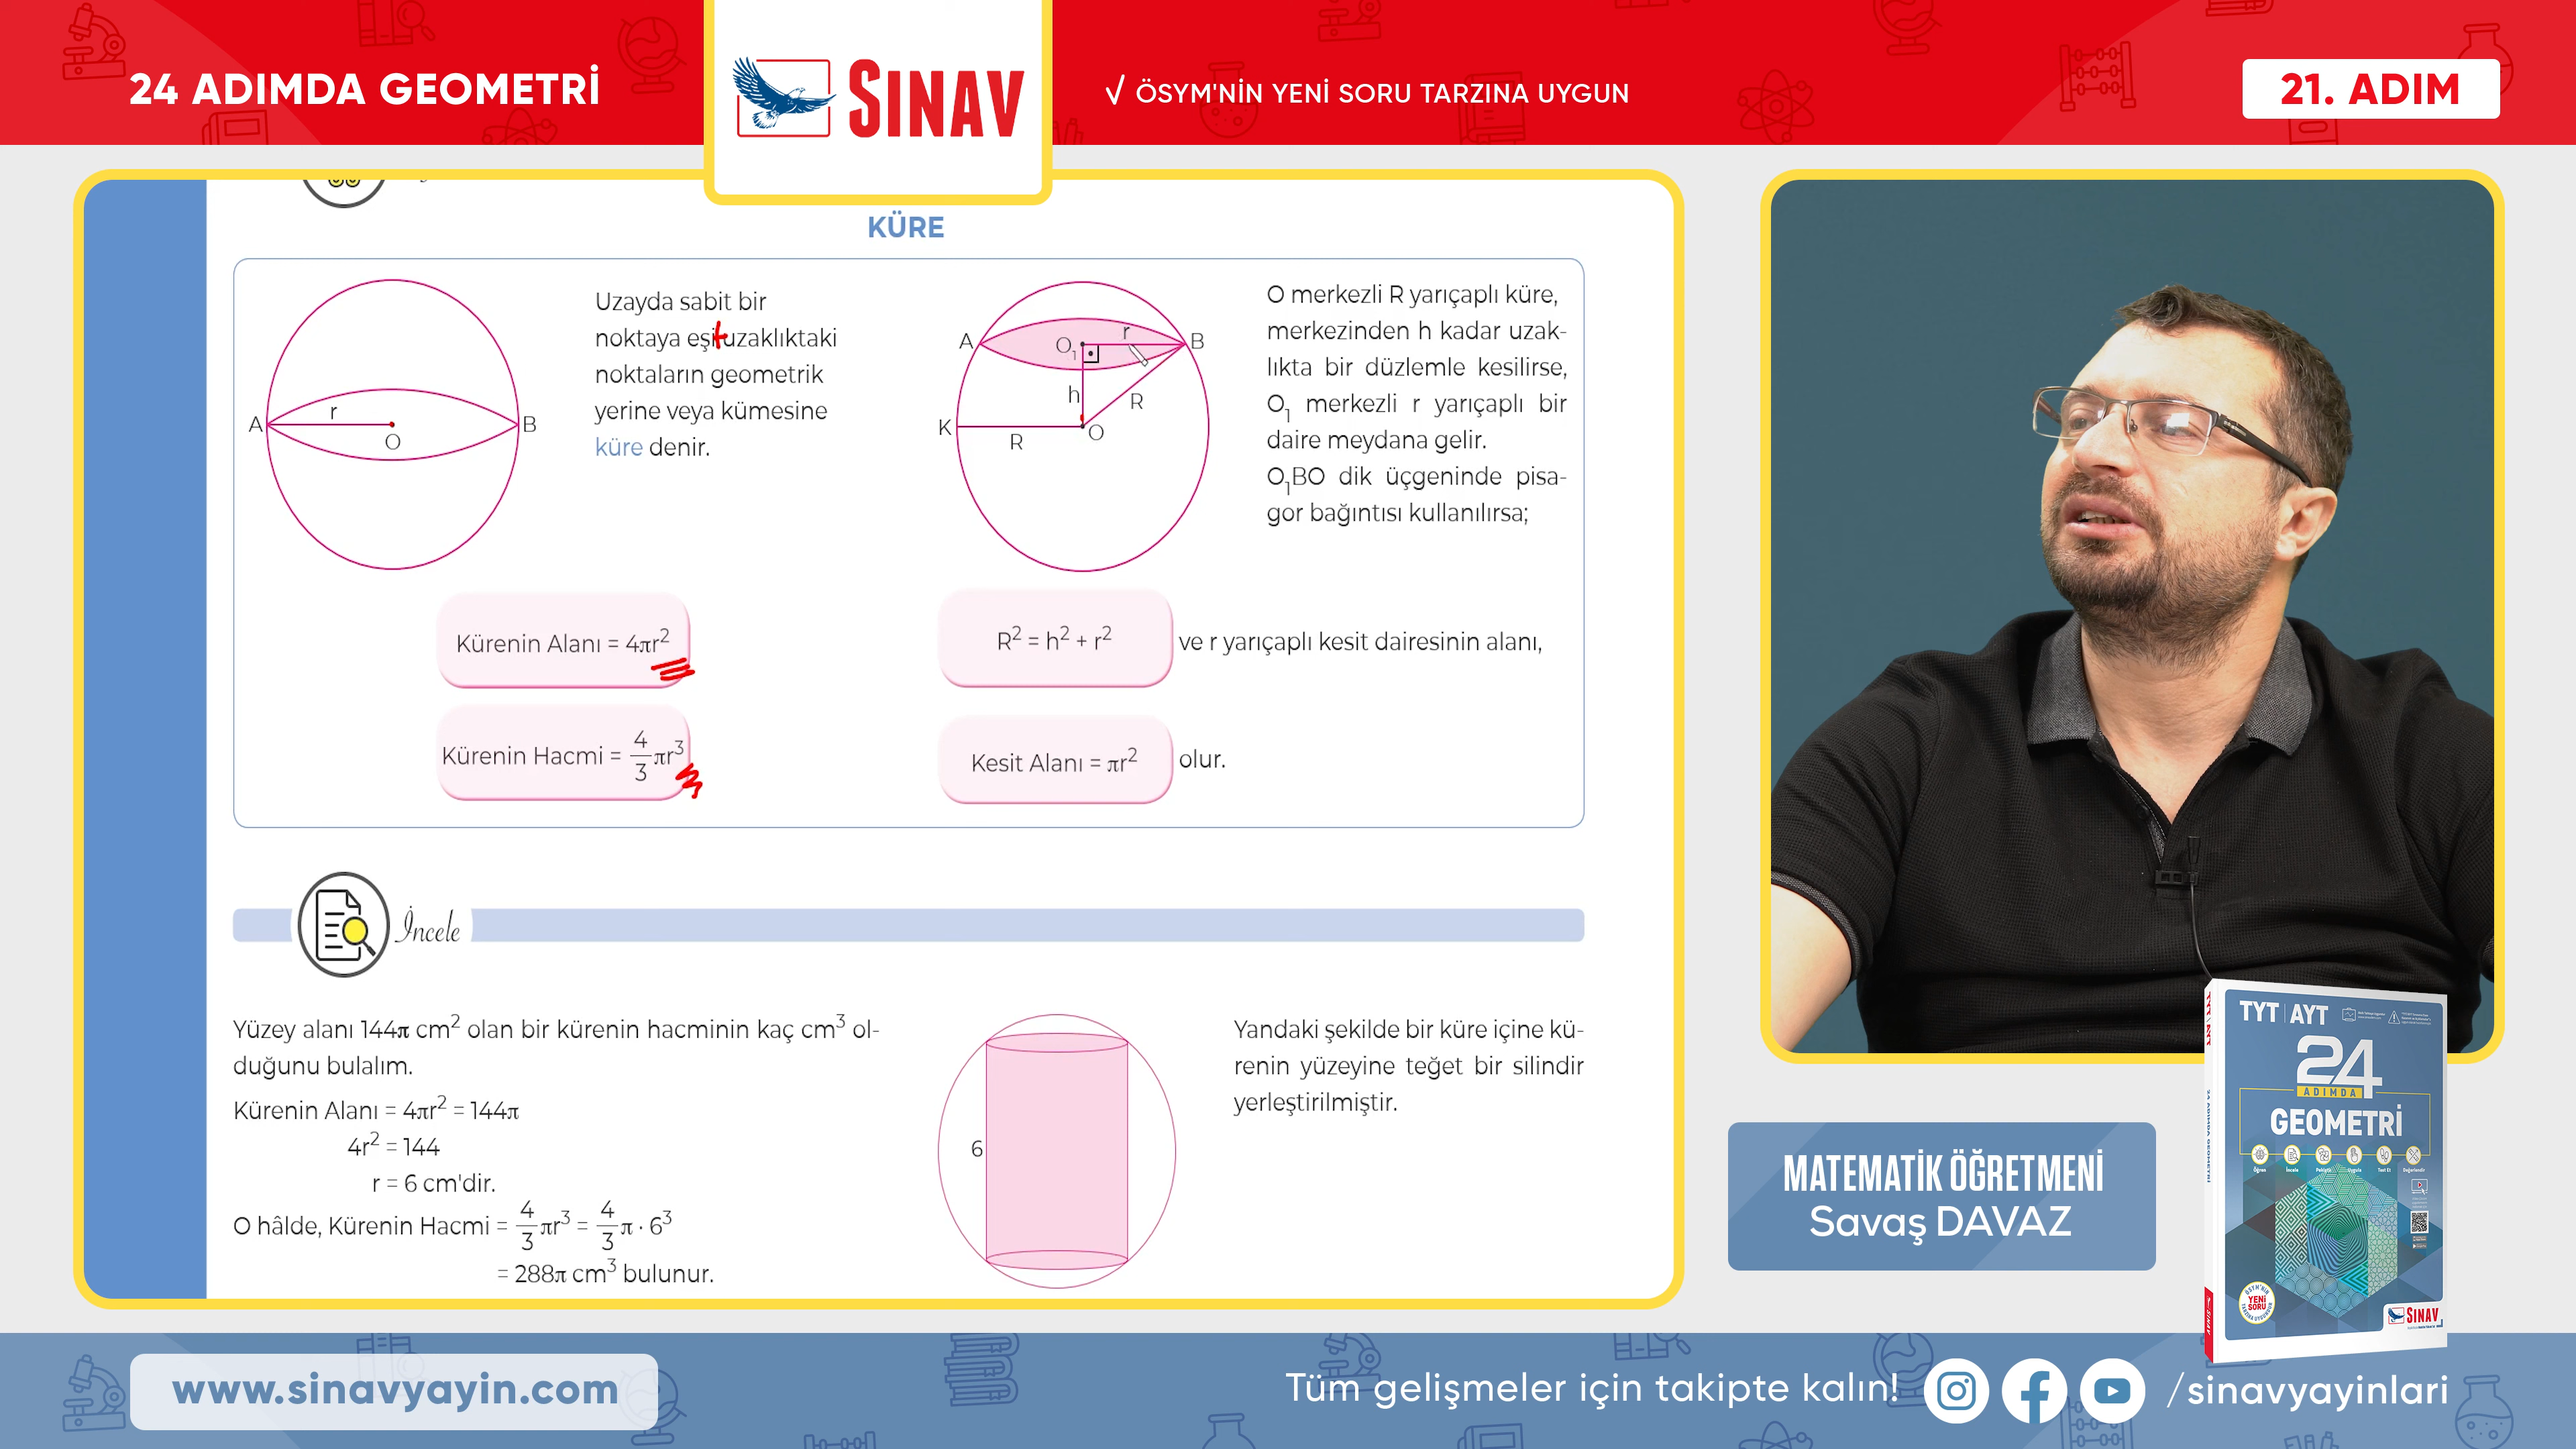 24 ADIMDA GEOMETRİ
SINAV
√ ÖSYM'NİN YENİ SORU TARZINA UYGUN
21. ADIM
KÜRE
A
r
O
B
Uzayda sabit bir
noktaya eşit uzaklıktaki
noktaların geometrik
yerine veya kümesine
küre denir.
A
O₁
r
B
h
R
K
R
O
O merkezli R yarıçaplı küre,
merkezinden h kadar uzak-
lıkta bir düzlemle kesilirse,
O₁ merkezli r yarıçaplı bir
daire meydana gelir.
O₁BO dik üçgeninde pisa-
gor bağıntısı kullanılırsa;
Kürenin Alanı = 4πr²
R² = h² + r² ve r yarıçaplı kesit dairesinin alanı,
Kürenin Hacmi = 4/3 πr³
Kesit Alanı = πr² olur.
İncele
Yüzey alanı 144π cm² olan bir kürenin hacminin kaç cm³ ol-
duğunu bulalım.
Kürenin Alanı = 4πr² = 144π
4r² = 144
r = 6 cm'dir.
O hâlde, Kürenin Hacmi = 4/3 πr³ = 4/3 π · 6³
= 288π cm³ bulunur.
6
Yandaki şekilde bir küre içine kü-
renin yüzeyine teğet bir silindir
yerleştirilmiştir.
MATEMATİK ÖĞRETMENİ
Savaş DAVAZ
TYT AYT
24
ADIMDA
GEOMETRİ
YENİ
SORU
SINAV
www.sinavyayin.com
Tüm gelişmeler için takipte kalın!
/sinavyayinlari